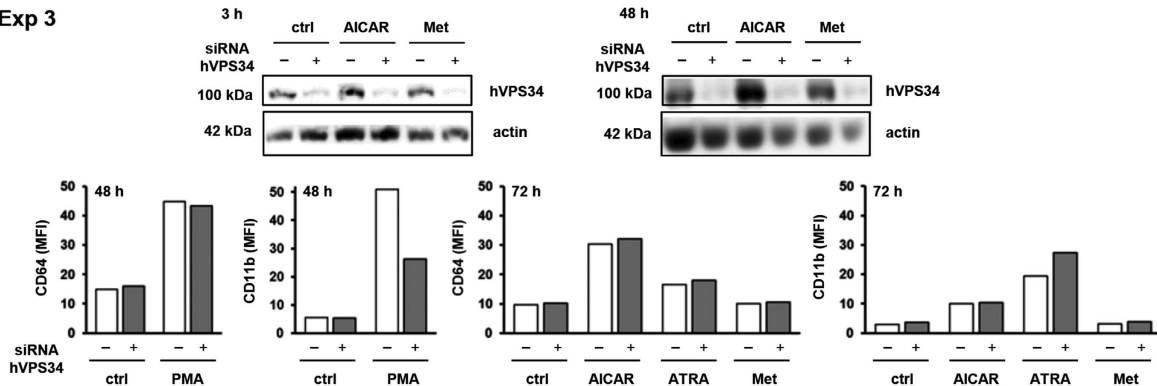 Exp 3
3 h
ctrl AICAR Met
siRNA
hVPS34 – + – + – +
100 kDa hVPS34
42 kDa actin
48 h
ctrl AICAR Met
siRNA
hVPS34 – + – + – +
100 kDa hVPS34
42 kDa actin
48 h
CD64 (MFI)
50
40
30
20
10
0
siRNA
hVPS34
– + – +
ctrl PMA
48 h
CD11b (MFI)
50
40
30
20
10
0
– + – +
ctrl PMA
72 h
CD64 (MFI)
50
40
30
20
10
0
– + – + – + – +
ctrl AICAR ATRA Met
72 h
CD11b (MFI)
50
40
30
20
10
0
– + – + – + – +
ctrl AICAR ATRA Met